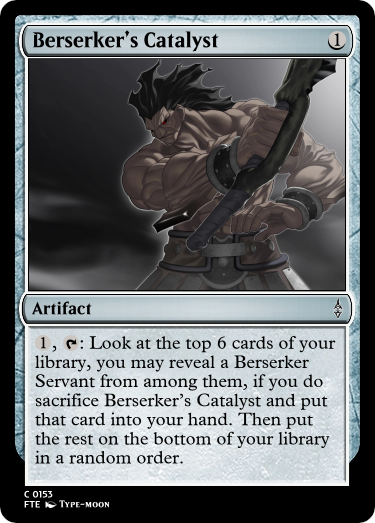 Berserker's Catalyst 1
Artifact
1, : Look at the top 6 cards of your
library, you may reveal a Berserker
Servant from among them, if you do
sacrifice Berserker's Catalyst and put
that card into your hand. Then put
the rest on the bottom of your library
in a random order.
C 0153
FTE Type-moon